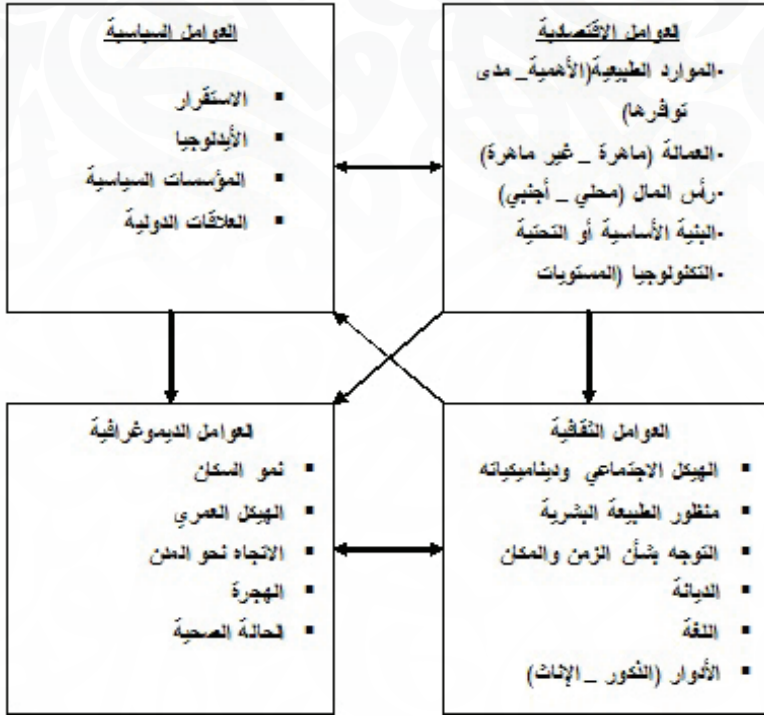 العوامل الاقتصادية
-الموارد الطبيعية(الأهمية_ مدى
توفرها)
-العمالة (ماهرة _ غير ماهرة)
-رأس المال (محلي _ أجنبي)
-البنية الأساسية أو التحتية
-التكنولوجيا (المستويات
العوامل السياسية
▪ الاستقرار
▪ الأيدلوجيا
▪ المؤسسات السياسية
▪ العلاقات الدولية
العوامل الثقافية
▪ الهيكل الاجتماعي وديناميكياته
▪ منظور الطبيعة البشرية
▪ التوجه بشأن الزمن والمكان
▪ الديانة
▪ اللغة
▪ الأدوار (الذكور _ الإناث)
العوامل الديموغرافية
▪ نمو السكان
▪ الهيكل العمري
▪ الاتجاه نحو المدن
▪ الهجرة
▪ الحالة الصحية